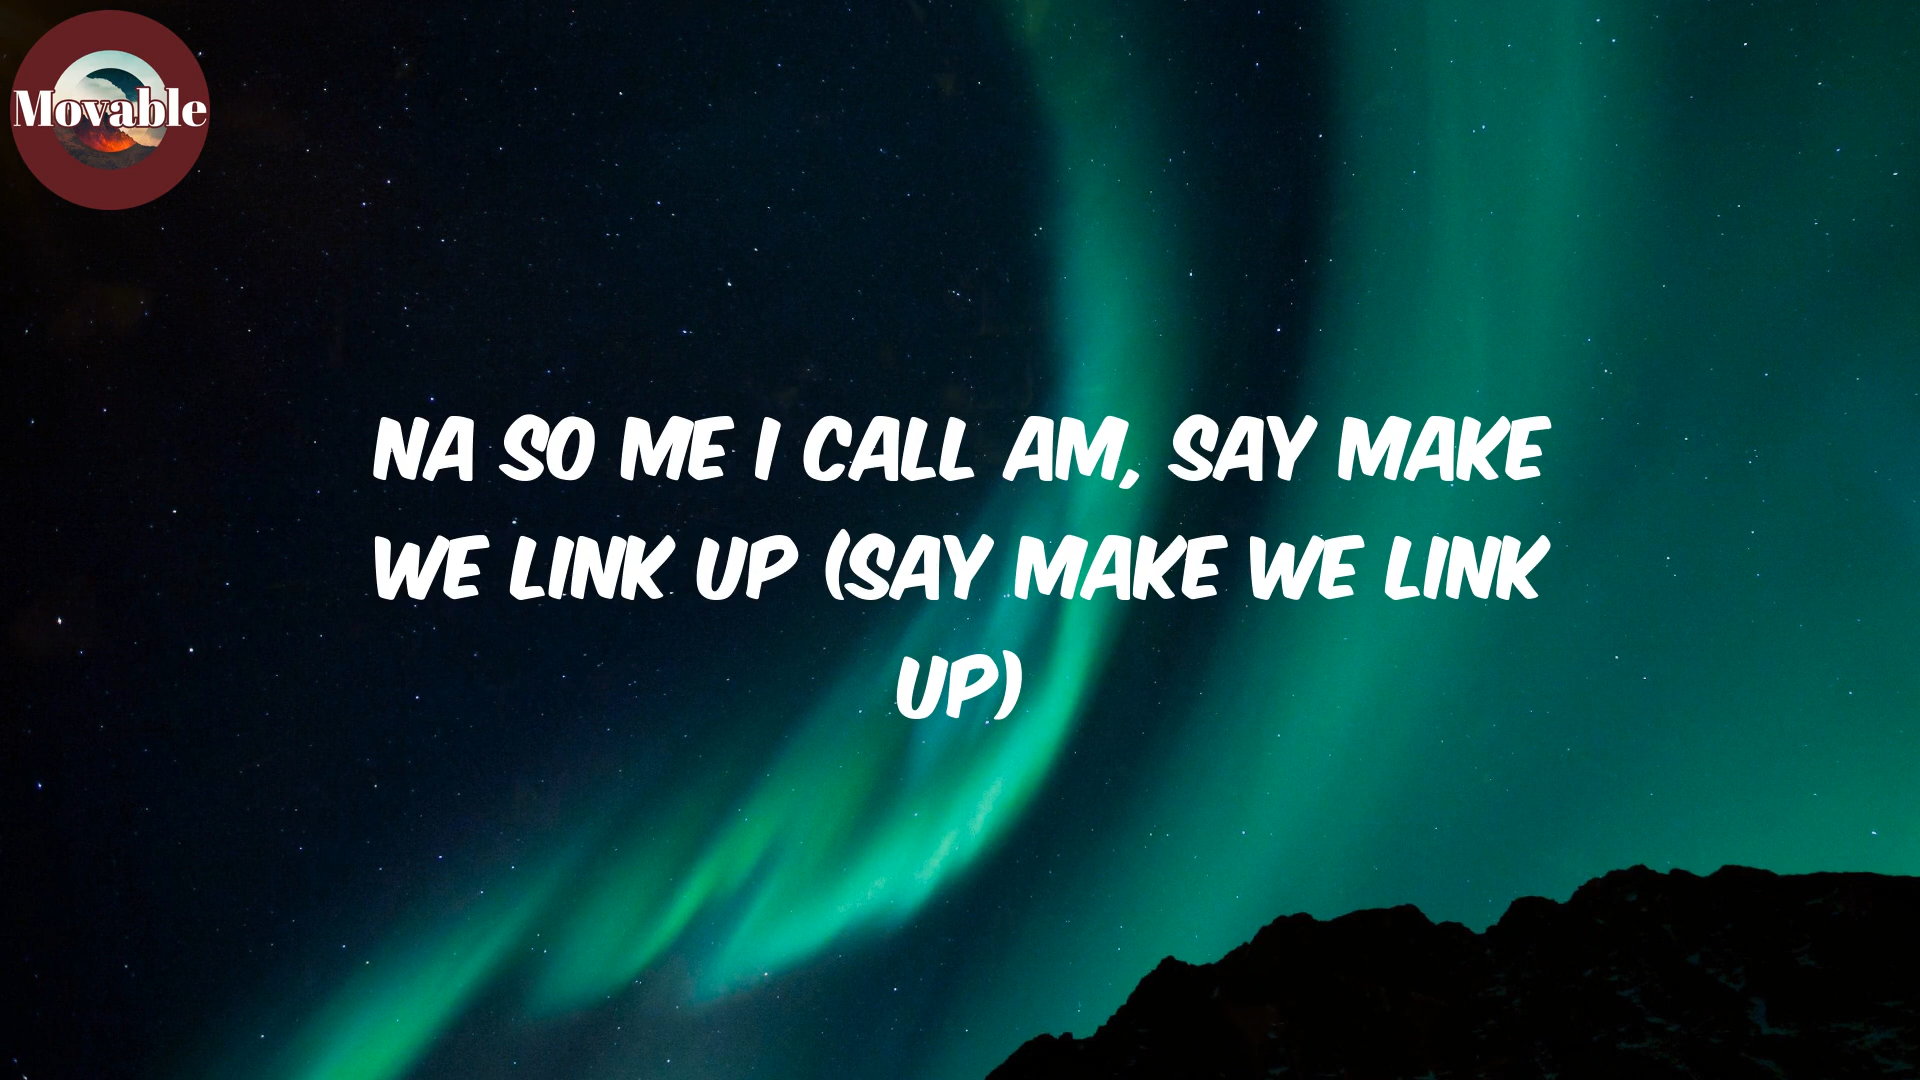 Movable
NA SO ME I CALL AM, SAY MAKE
WE LINK UP (SAY MAKE WE LINK
UP)